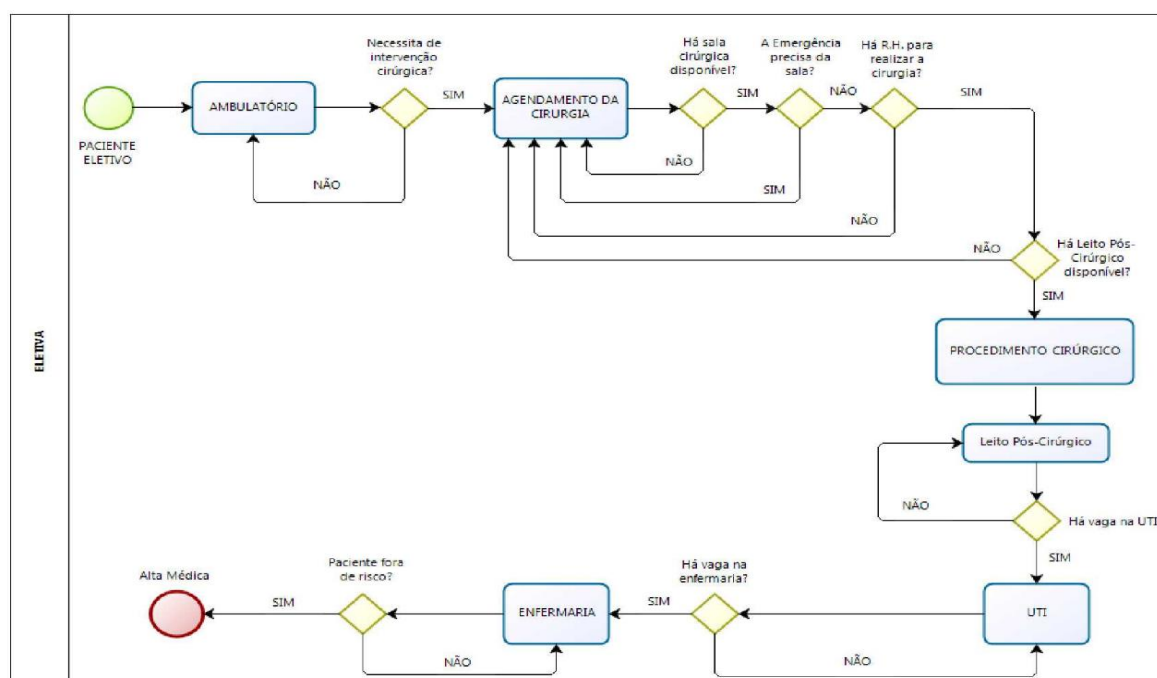 ELETIVA
PACIENTE
ELETIVO
AMBULATÓRIO
Necessita de
intervenção
cirúrgica?
SIM
NÃO
AGENDAMENTO DA
CIRURGIA
Há sala
cirúrgica
disponível?
SIM
NÃO
A Emergência
precisa da
sala?
NÃO
SIM
Há R.H. para
realizar a
cirurgia?
SIM
NÃO
Há Leito Pós-
Cirúrgico
disponível?
NÃO
SIM
PROCEDIMENTO CIRÚRGICO
Leito Pós-Cirúrgico
Há vaga na UTI
NÃO
SIM
UTI
Há vaga na
enfermaria?
SIM
NÃO
ENFERMARIA
Paciente fora
de risco?
SIM
NÃO
Alta Médica